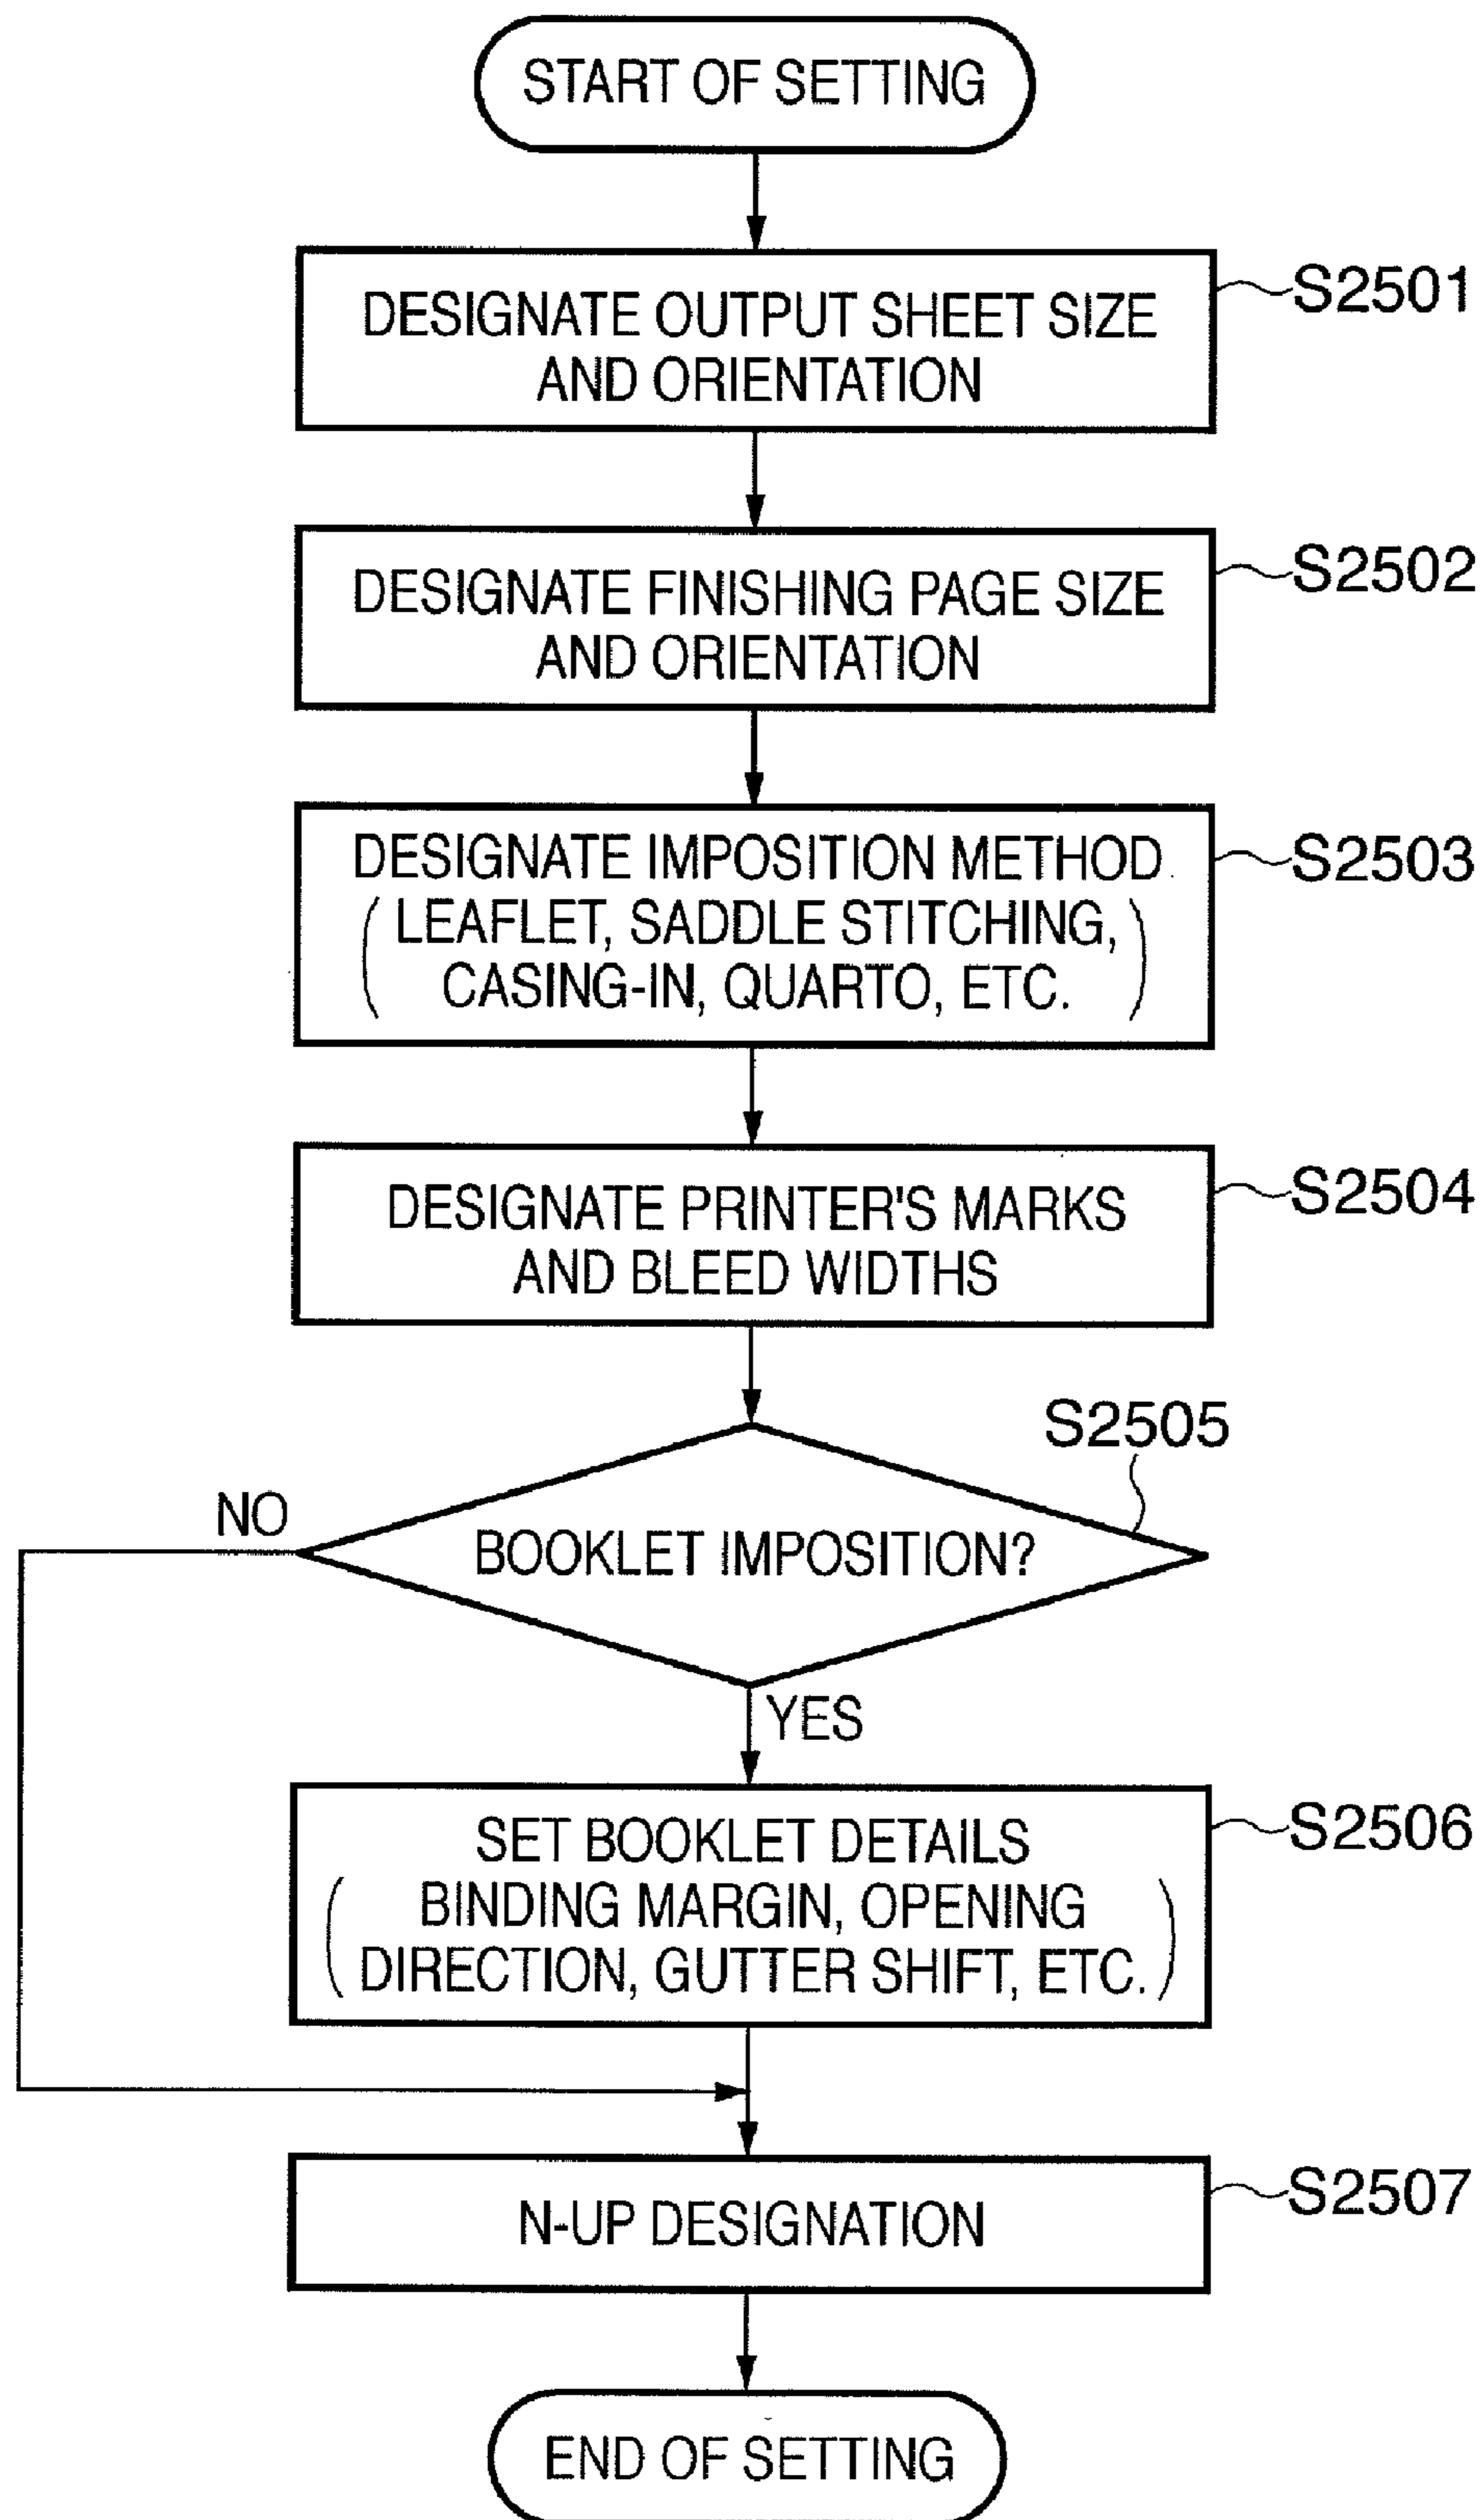 START OF SETTING
DESIGNATE OUTPUT SHEET SIZE
AND ORIENTATION
S2501
DESIGNATE FINISHING PAGE SIZE
AND ORIENTATION
S2502
DESIGNATE IMPOSITION METHOD
(LEAFLET, SADDLE STITCHING,
CASING-IN, QUARTO, ETC.)
S2503
DESIGNATE PRINTER'S MARKS
AND BLEED WIDTHS
S2504
S2505
NO
BOOKLET IMPOSITION?
YES
SET BOOKLET DETAILS
(BINDING MARGIN, OPENING
DIRECTION, GUTTER SHIFT, ETC.)
S2506
N-UP DESIGNATION
S2507
END OF SETTING